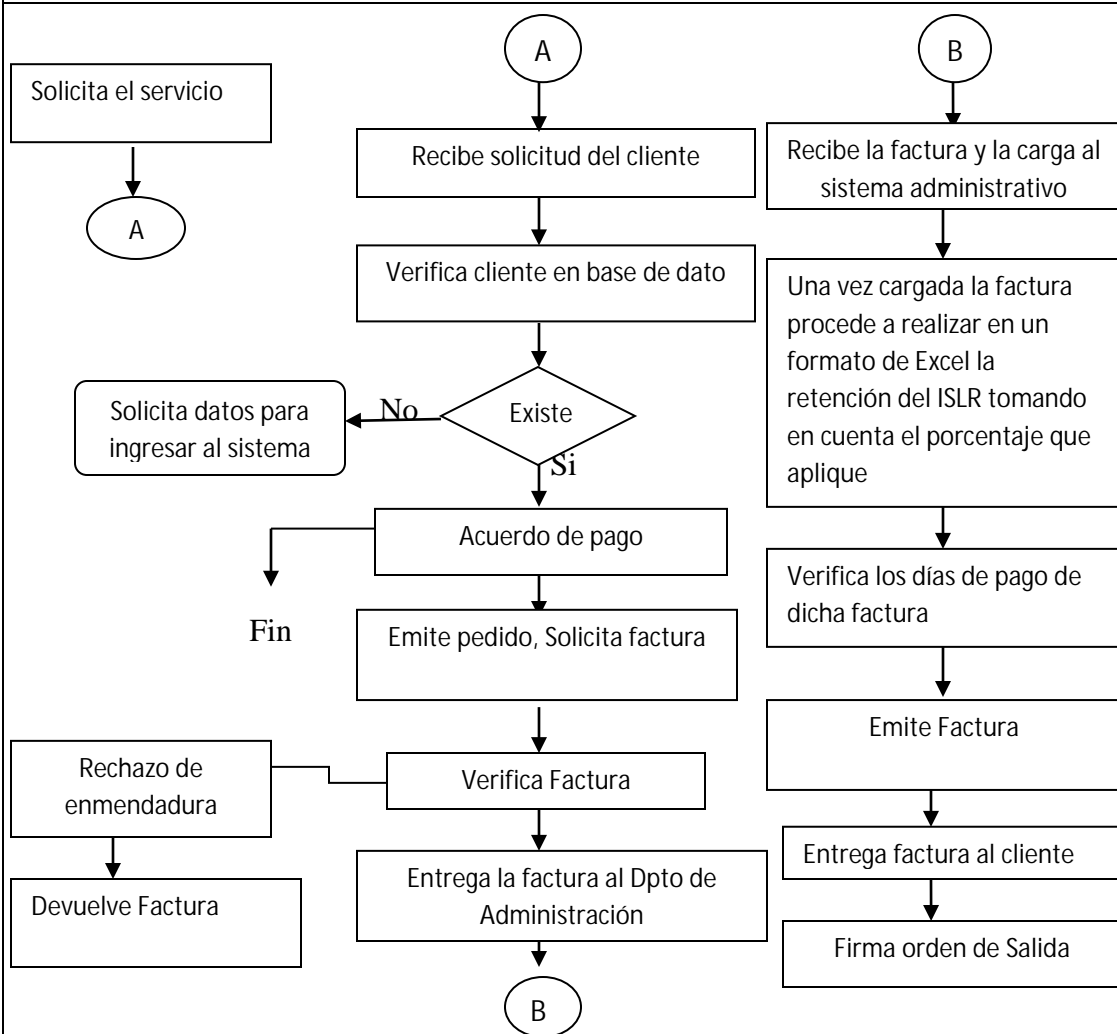 Solicita el servicio
A
A
Recibe solicitud del cliente
Verifica cliente en base de dato
Existe
No
Solicita datos para
ingresar al sistema
Si
Acuerdo de pago
Fin
Emite pedido, Solicita factura
Verifica Factura
Rechazo de
enmendadura
Devuelve Factura
Entrega la factura al Dpto de
Administración
B
B
Recibe la factura y la carga al
sistema administrativo
Una vez cargada la factura
procede a realizar en un
formato de Excel la
retención del ISLR tomando
en cuenta el porcentaje que
aplique
Verifica los días de pago de
dicha factura
Emite Factura
Entrega factura al cliente
Firma orden de Salida